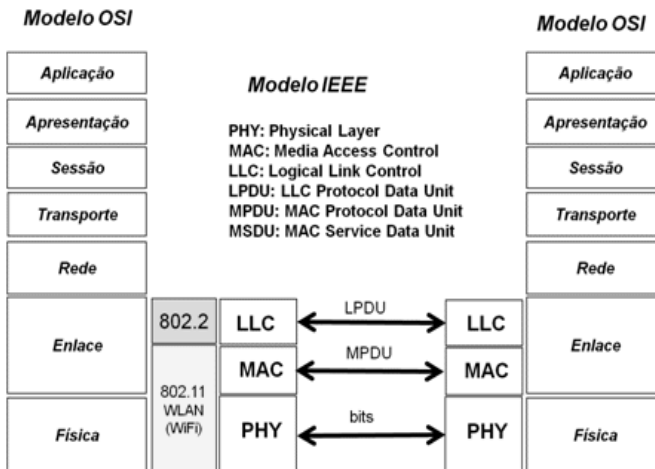 Modelo OSI
Modelo OSI
Aplicação
Apresentação
Sessão
Transporte
Rede
Enlace
Física
Modelo IEEE
PHY: Physical Layer
MAC: Media Access Control
LLC: Logical Link Control
LPDU: LLC Protocol Data Unit
MPDU: MAC Protocol Data Unit
MSDU: MAC Service Data Unit
802.2
802.11
WLAN
(WiFi)
LLC
MAC
PHY
LPDU
MPDU
bits
LLC
MAC
PHY
Aplicação
Apresentação
Sessão
Transporte
Rede
Enlace
Física